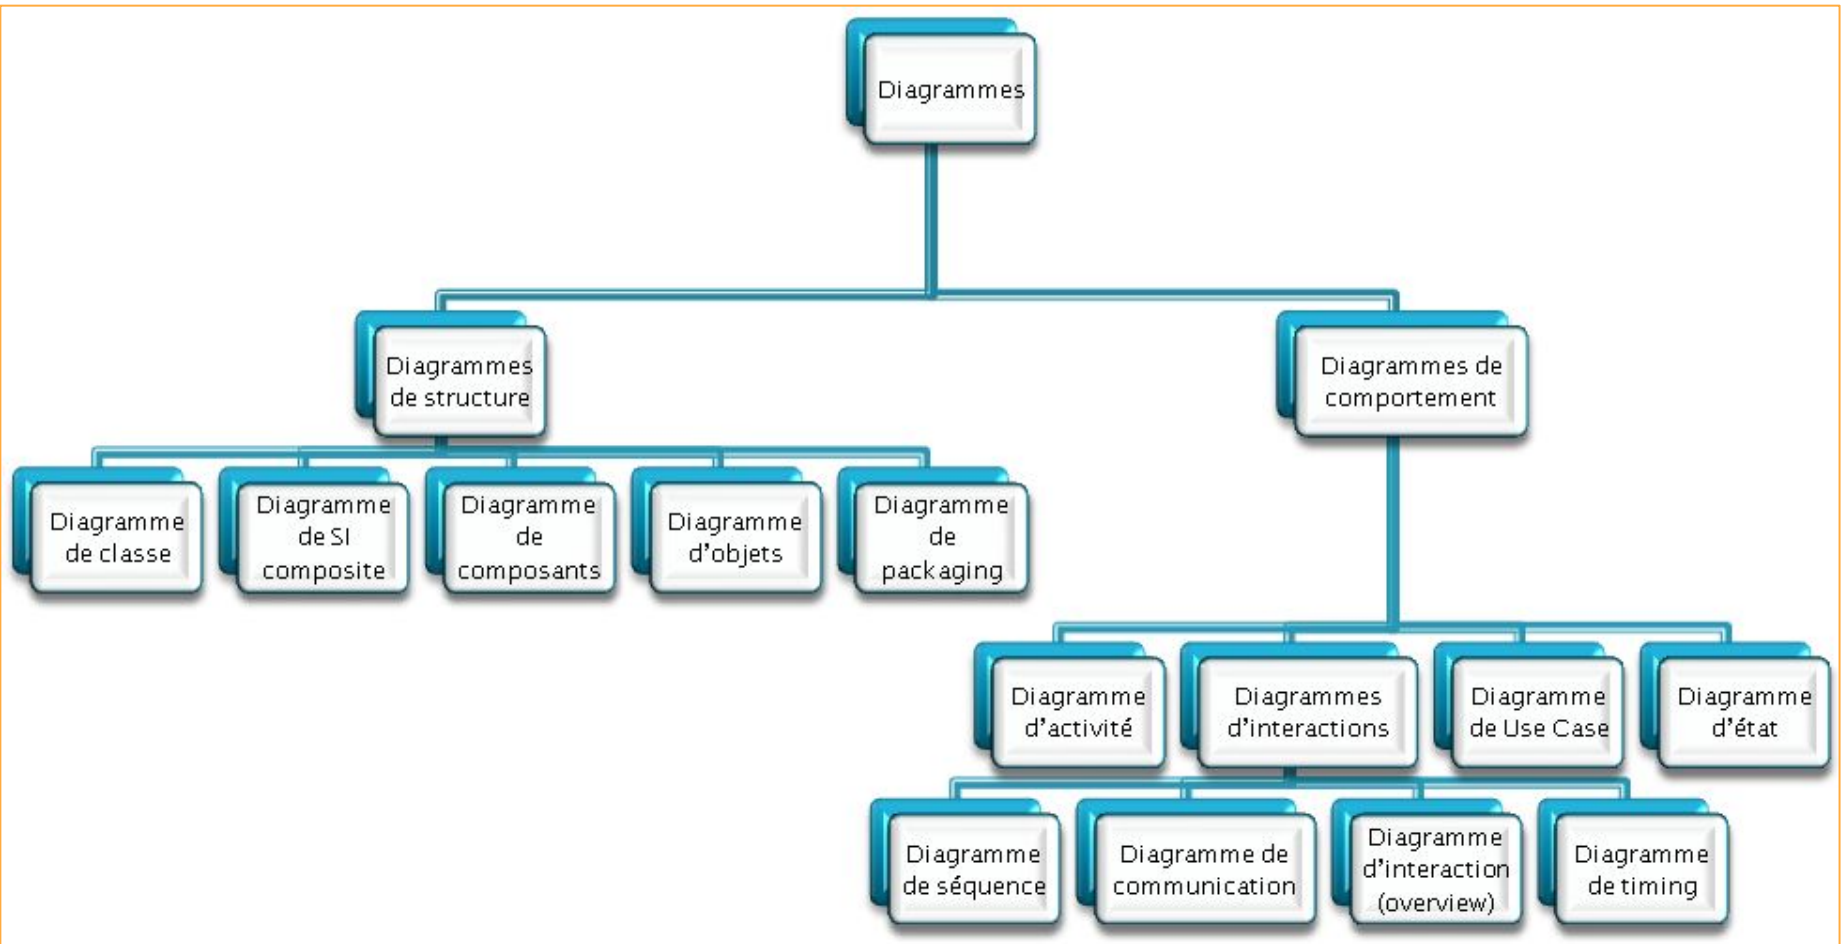 Diagrammes
Diagrammes
de structure
Diagrammes de
comportement
Diagramme
de classe
Diagramme
de SI
composite
Diagramme
de
composants
Diagramme
d’objets
Diagramme
de
packaging
Diagramme
d’activité
Diagrammes
d’interactions
Diagramme
de Use Case
Diagramme
d’état
Diagramme
de séquence
Diagramme de
communication
Diagramme
d’interaction
(overview)
Diagramme
de timing